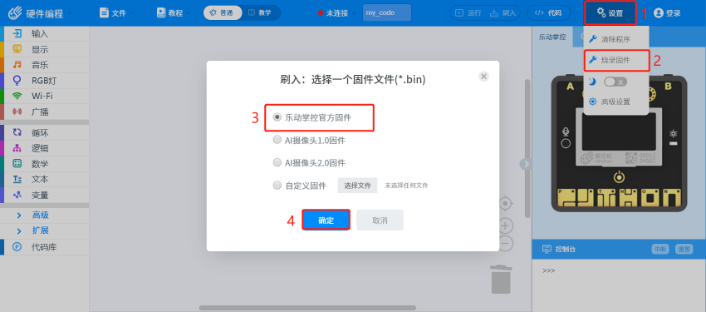 硬件编程 文件 教程 普通 教学 未连接 my_code 运行 刷入 </> 代码 设置 1 登录
输入
显示
音乐
RGB灯
Wi-Fi
广播
循环
逻辑
数学
文本
变量
高级
扩展
代码库
刷入：选择一个固件文件(*.bin)
3 乐动掌控官方固件
AI摄像头1.0固件
AI摄像头2.0固件
自定义固件 选择文件 未选择任何文件
4 确定 取消
乐动掌控
清除程序
烧录固件 2
高级设置
A B
控制台 中断 重置
>>>